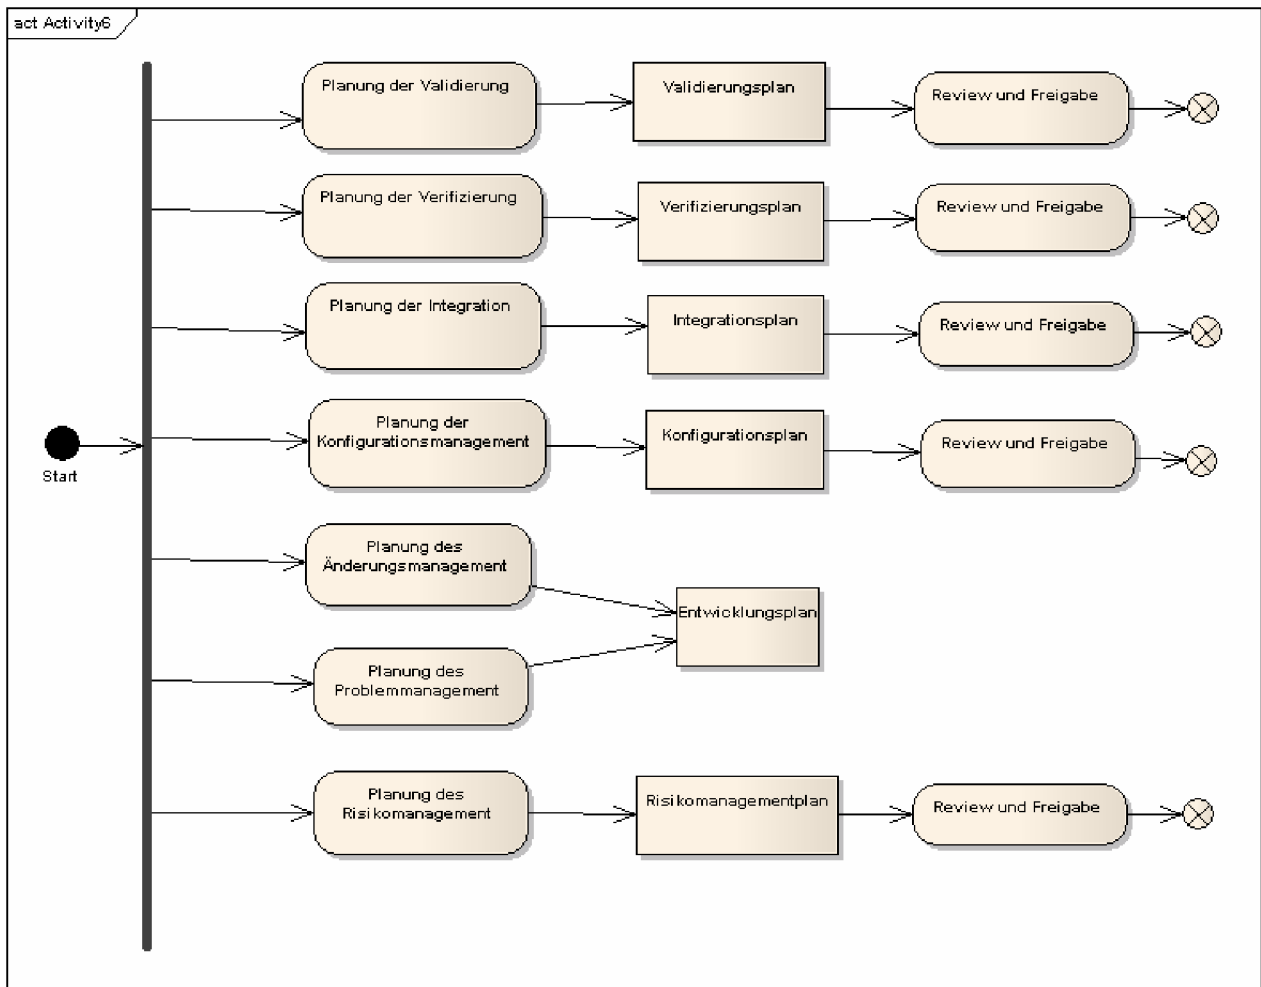 act Activity6
Planung der Validierung
Validierungsplan
Review und Freigabe
Planung der Verifizierung
Verifizierungsplan
Review und Freigabe
Planung der Integration
Integrationsplan
Review und Freigabe
Planung der
Konfigurationsmanagement
Konfigurationsplan
Review und Freigabe
Start
Planung des
Änderungsmanagement
Entwicklungsplan
Planung des
Problemmanagement
Planung des
Risikomanagement
Risikomanagementplan
Review und Freigabe